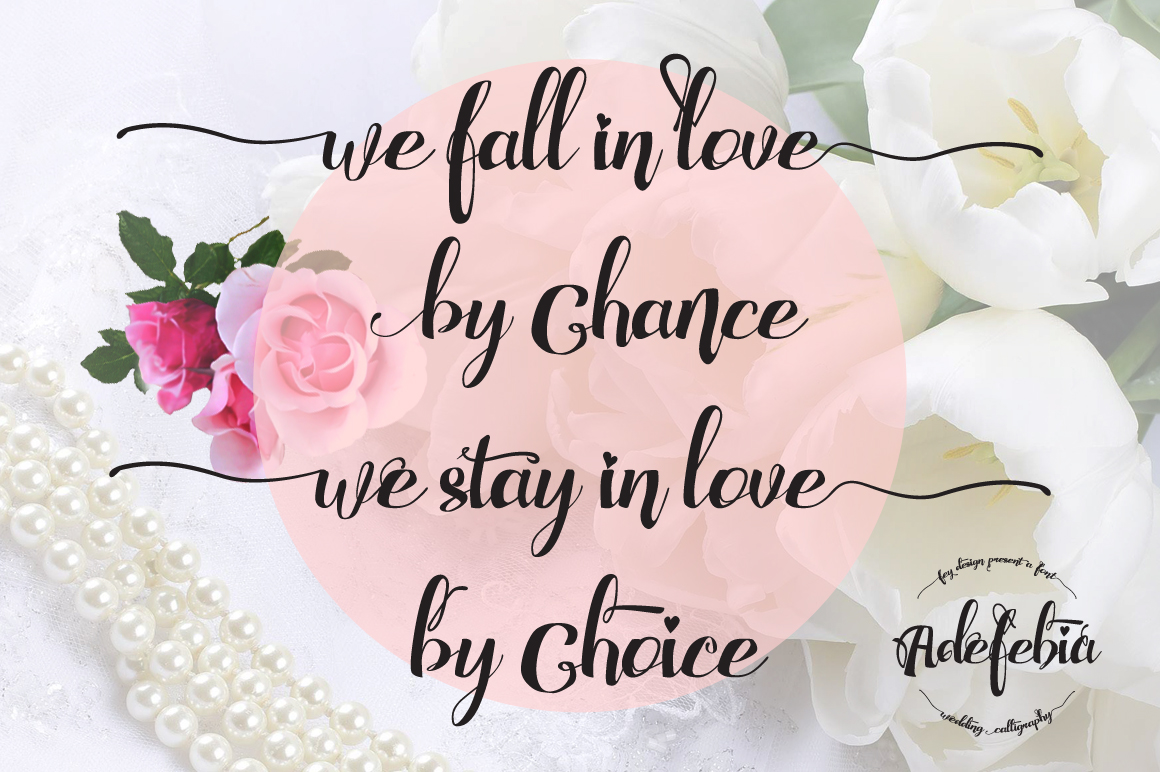 we fall in love
by Chance
we stay in love
by Choice
fey design present a font
Adefebia
wedding calligraphy